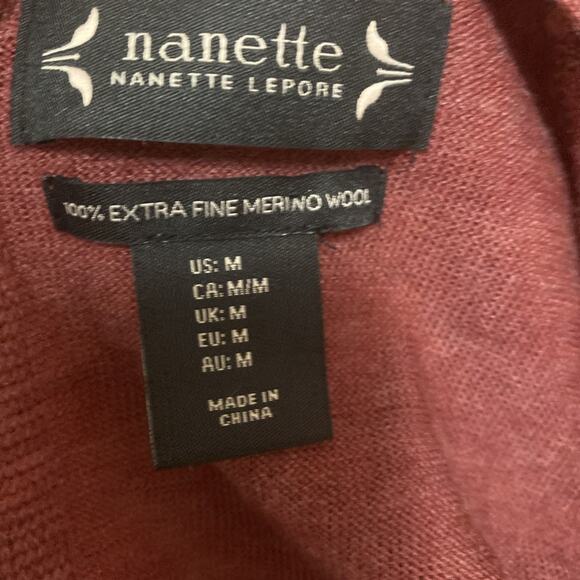 nanette
NANETTE LEPORE
100% EXTRA FINE MERINO WOOL
US: M
CA: M/M
UK: M
EU: M
AU: M
MADE IN
CHINA